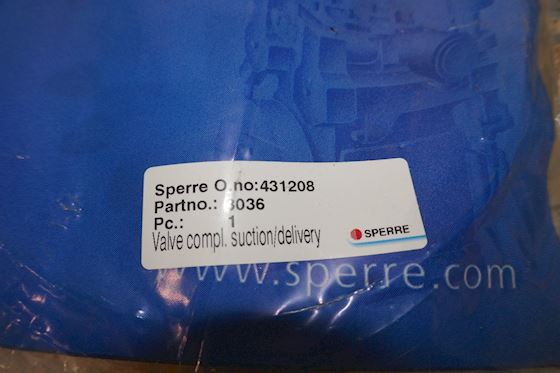 Sperre O.no:431208
Partno.: 3036
Pc.: 1
Valve compl. suction/delivery
SPERRE
www.sperre.com